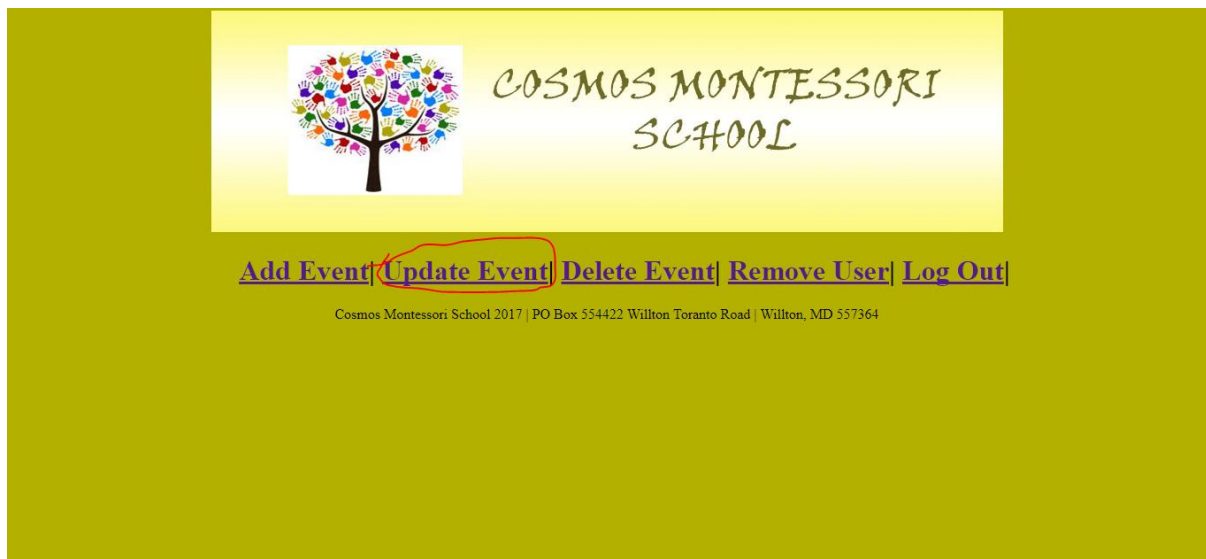 COSMOS MONTESSORI
SCHOOL
Add Event| Update Event| Delete Event| Remove User| Log Out|
Cosmos Montessori School 2017 | PO Box 554422 Willton Toranto Road | Willton, MD 557364